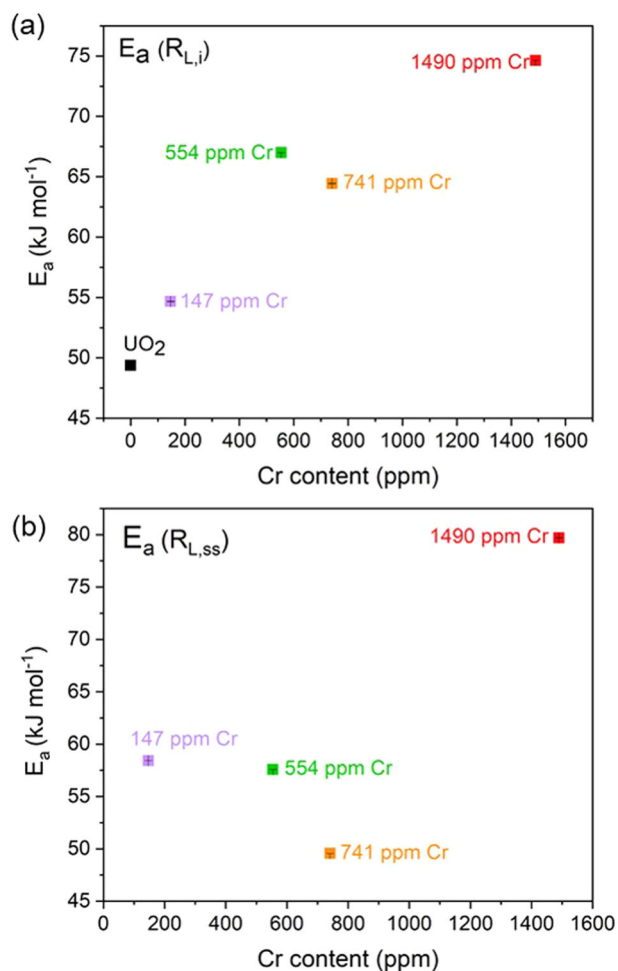 (a)
Eₐ (R_L,i)
1490 ppm Cr
554 ppm Cr
741 ppm Cr
147 ppm Cr
UO₂
75
70
65
60
55
50
45
Eₐ (kJ mol⁻¹)
0 200 400 600 800 1000 1200 1400 1600
Cr content (ppm)
(b)
Eₐ (R_L,ss)
1490 ppm Cr
147 ppm Cr
554 ppm Cr
741 ppm Cr
80
75
70
65
60
55
50
45
Eₐ (kJ mol⁻¹)
0 200 400 600 800 1000 1200 1400 1600
Cr content (ppm)